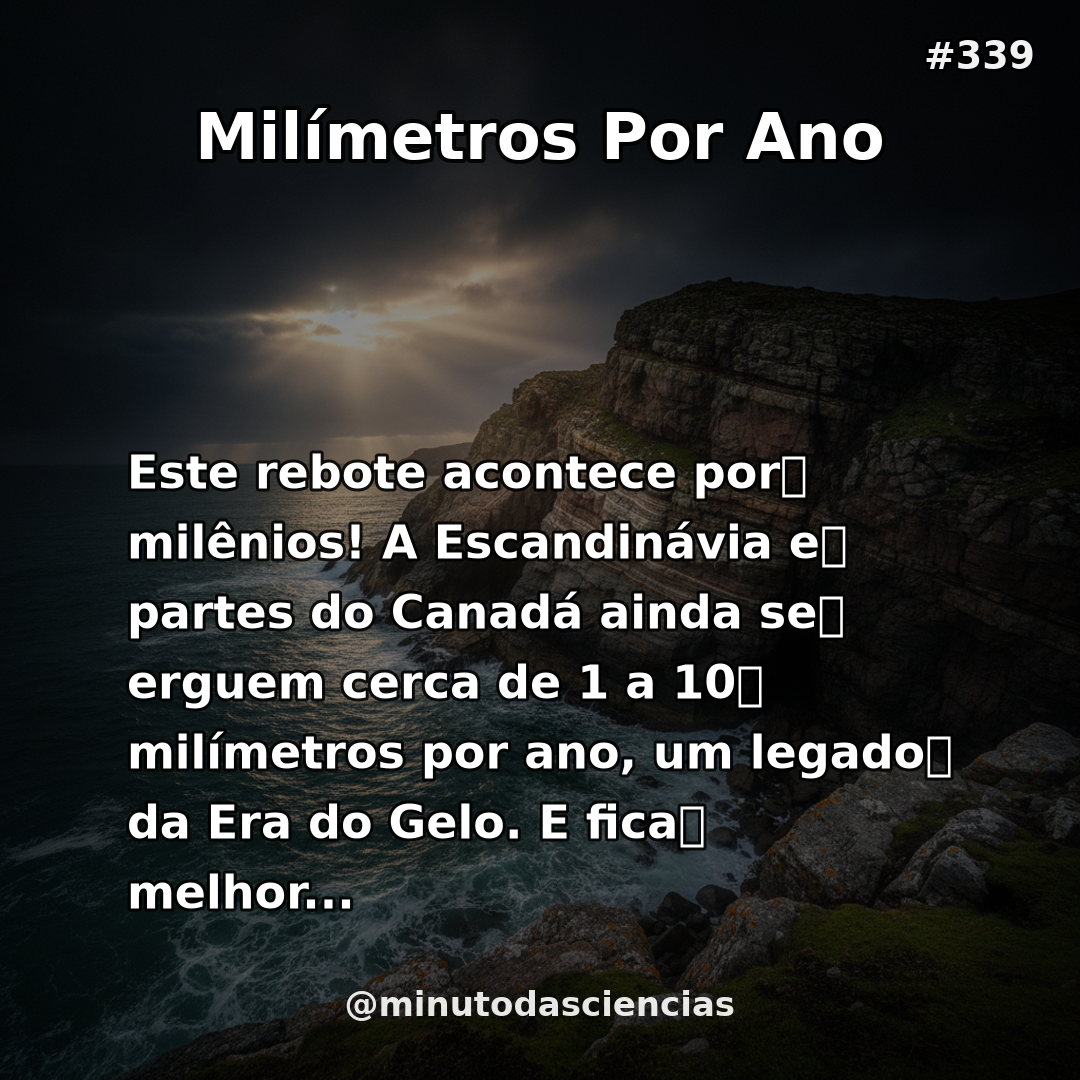 #339
Milímetros Por Ano
Este rebote acontece por▯
milênios! A Escandinávia e▯
partes do Canadá ainda se▯
erguem cerca de 1 a 10▯
milímetros por ano, um legado▯
da Era do Gelo. E fica▯
melhor...
@minutodasciencias